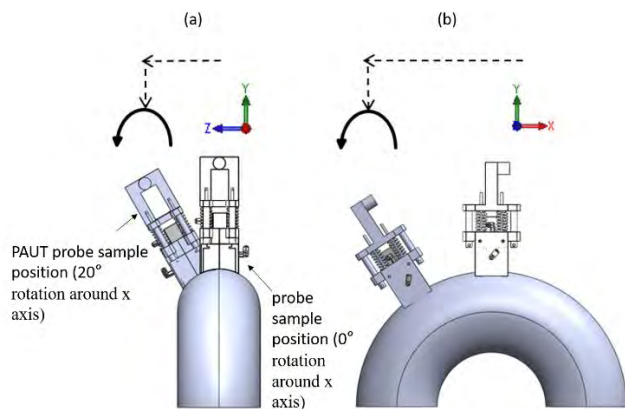 (a)
(b)
Y
Z
Y
X
PAUT probe sample
position (20°
rotation around x
axis)
probe
sample
position (0°
rotation
around x
axis)